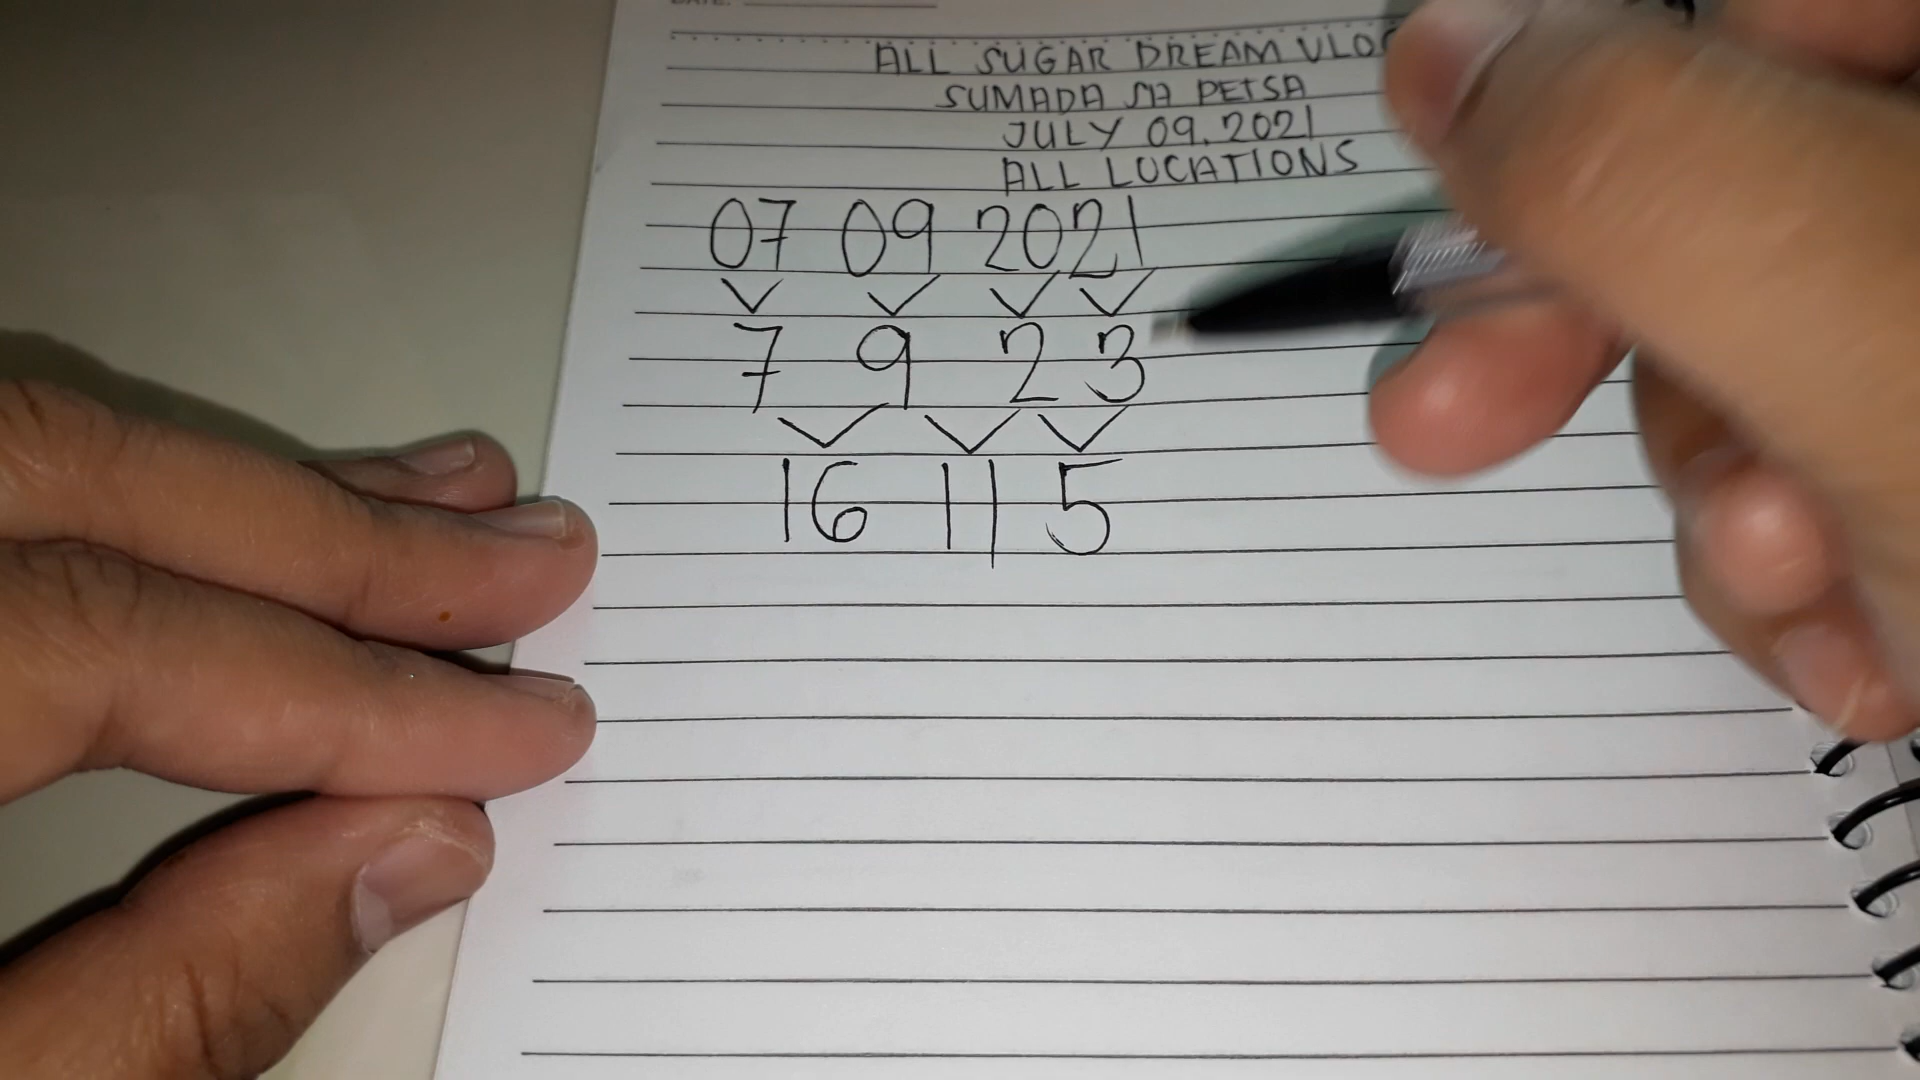 DATE:
ALL SUGAR DREAM
SUMADA SA PETSA
JULY 09.2021
ALL LOCATIONS
07 09 2021
7 9 2 3
16 11 5